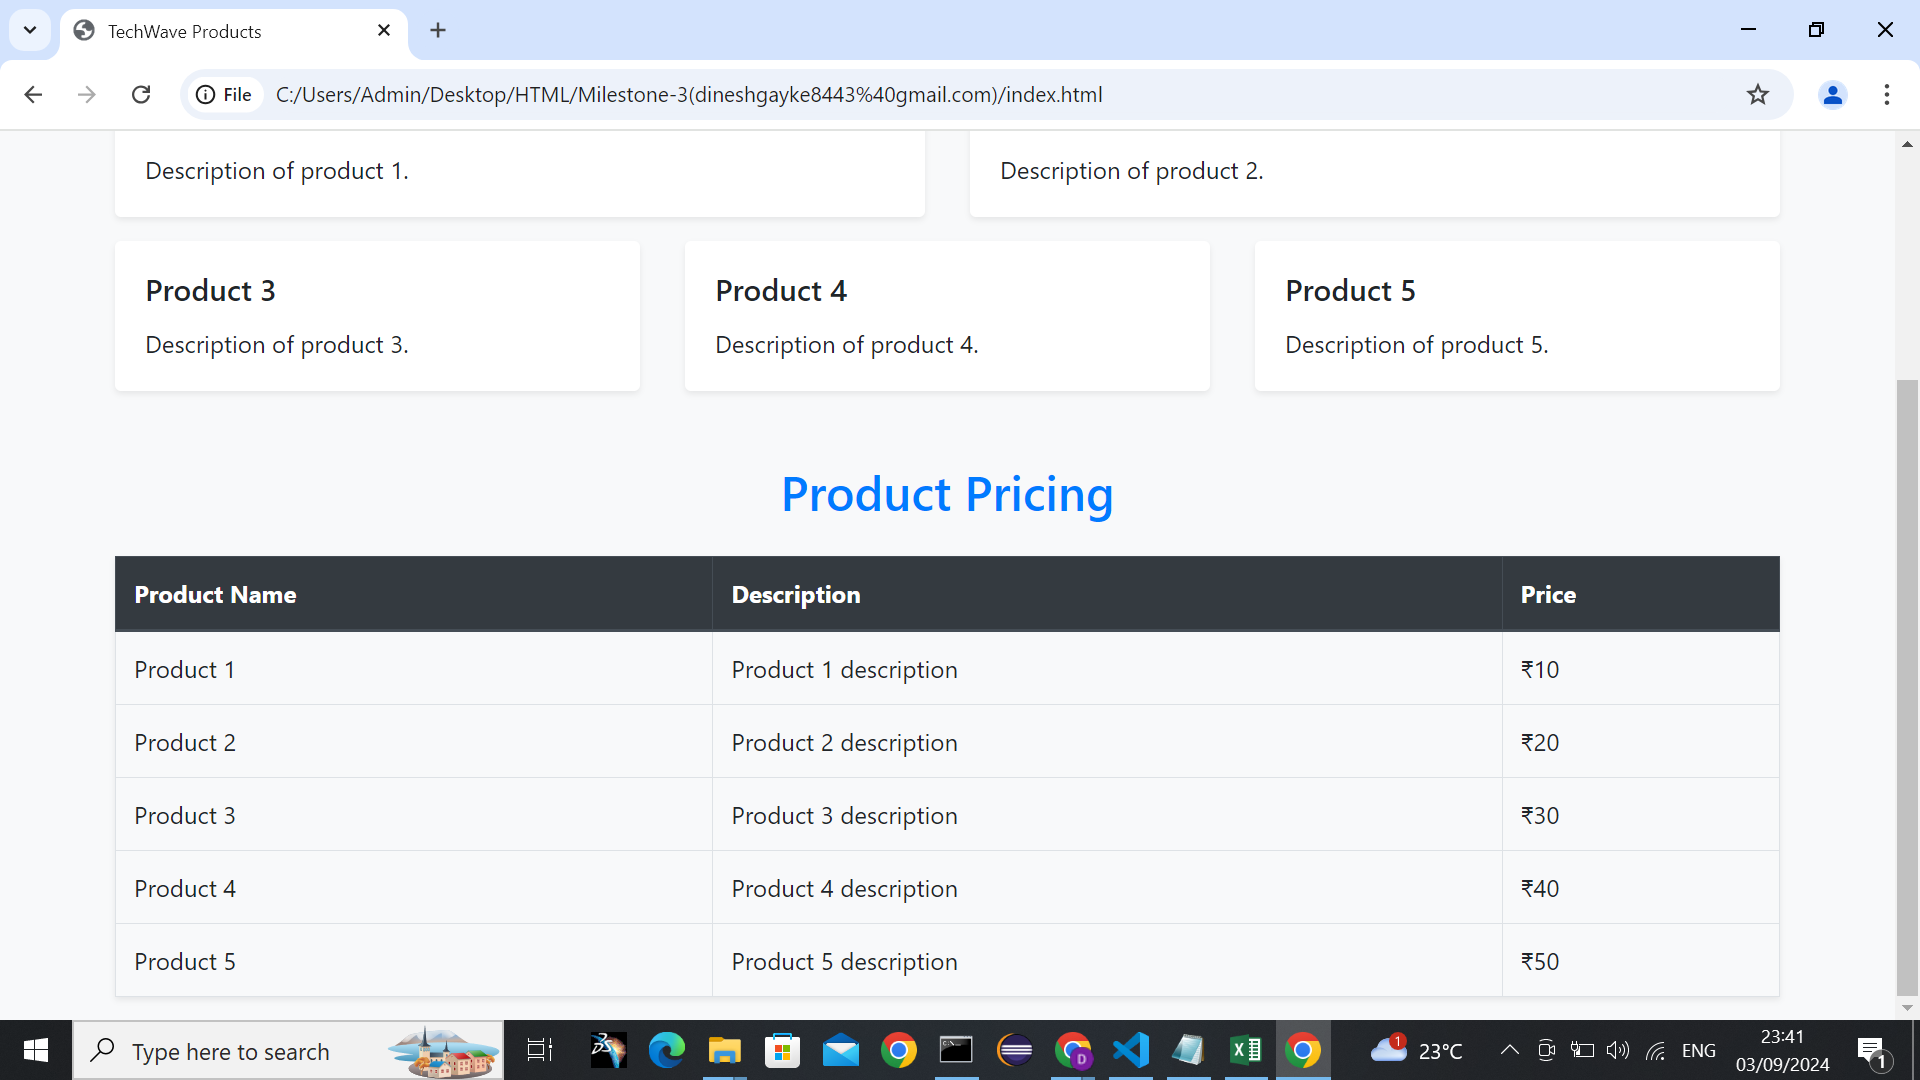 TechWave Products
File C:/Users/Admin/Desktop/HTML/Milestone-3(dineshgayke8443%40gmail.com)/index.html
Description of product 1. Description of product 2.
Product 3 Product 4 Product 5
Description of product 3. Description of product 4. Description of product 5.
Product Pricing
Product Name Description Price
Product 1 Product 1 description ₹10
Product 2 Product 2 description ₹20
Product 3 Product 3 description ₹30
Product 4 Product 4 description ₹40
Product 5 Product 5 description ₹50
Type here to search D 1 23°C ENG 23:41
03/09/2024 1